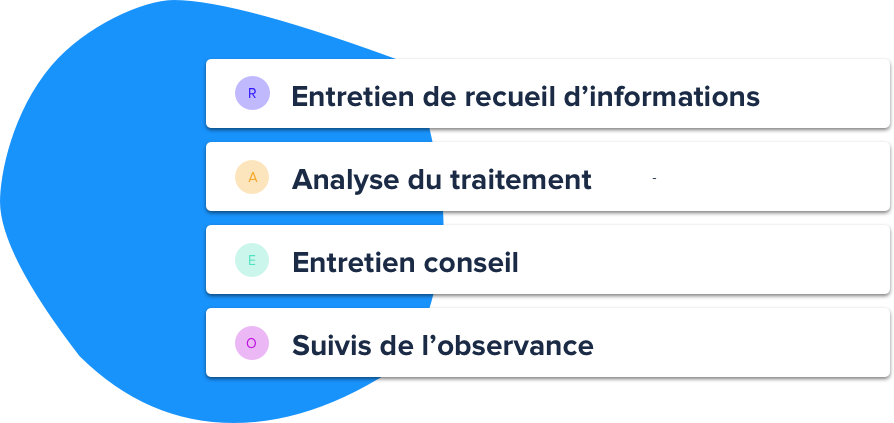 R Entretien de recueil d’informations
A Analyse du traitement -
E Entretien conseil
O Suivis de l’observance